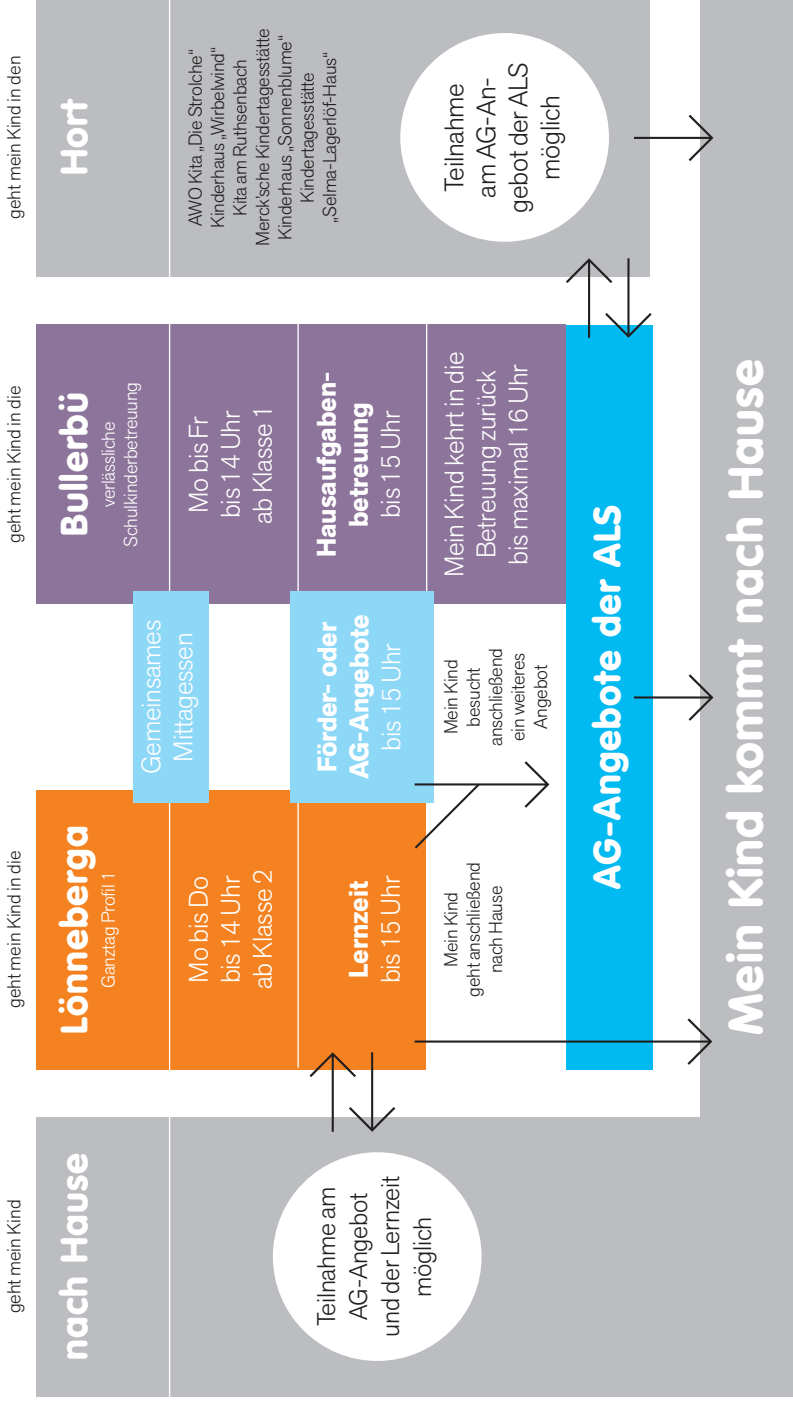 geht mein Kind
nach Hause
Teilnahme am
AG-Angebot
und der Lernzeit
möglich
geht mein Kind in die
Lönneberga
Ganztag Profil 1
Mo bis Do
bis 14 Uhr
ab Klasse 2
Lernzeit
bis 15 Uhr
Mein Kind
geht anschließend
nach Hause
Gemeinsames
Mittagessen
Förder- oder
AG-Angebote
bis 15 Uhr
Mein Kind
besucht
anschließend
ein weiteres
Angebot
geht mein Kind in die
Bullerbü
verlässliche
Schulkinderbetreuung
Mo bis Fr
bis 14 Uhr
ab Klasse 1
Hausaufgaben-
betreuung
bis 15 Uhr
Mein Kind kehrt in die
Betreuung zurück
bis maximal 16 Uhr
geht mein Kind in den
Hort
AWO Kita „Die Strolche“
Kinderhaus „Wirbelwind“
Kita am Ruthsenbach
Merck'sche Kindertagesstätte
Kinderhaus „Sonnenblume“
Kindertagesstätte
„Selma-Lagerlöf-Haus“
Teilnahme
am AG-An-
gebot der ALS
möglich
AG-Angebote der ALS
Mein Kind kommt nach Hause